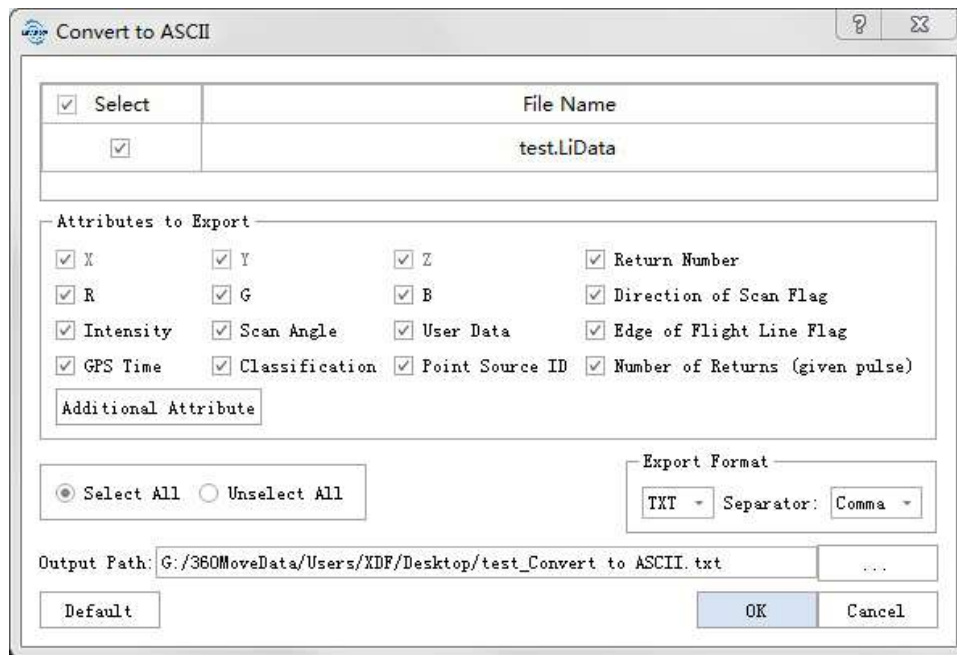 Convert to ASCII
Select File Name
test.LiData
Attributes to Export
X Y Z Return Number
R G B Direction of Scan Flag
Intensity Scan Angle User Data Edge of Flight Line Flag
GPS Time Classification Point Source ID Number of Returns (given pulse)
Additional Attribute
Export Format
Select All Unselect All TXT Separator: Comma
Output Path: G:/360MoveData/Users/XDF/Desktop/test_Convert to ASCII.txt ...
Default OK Cancel